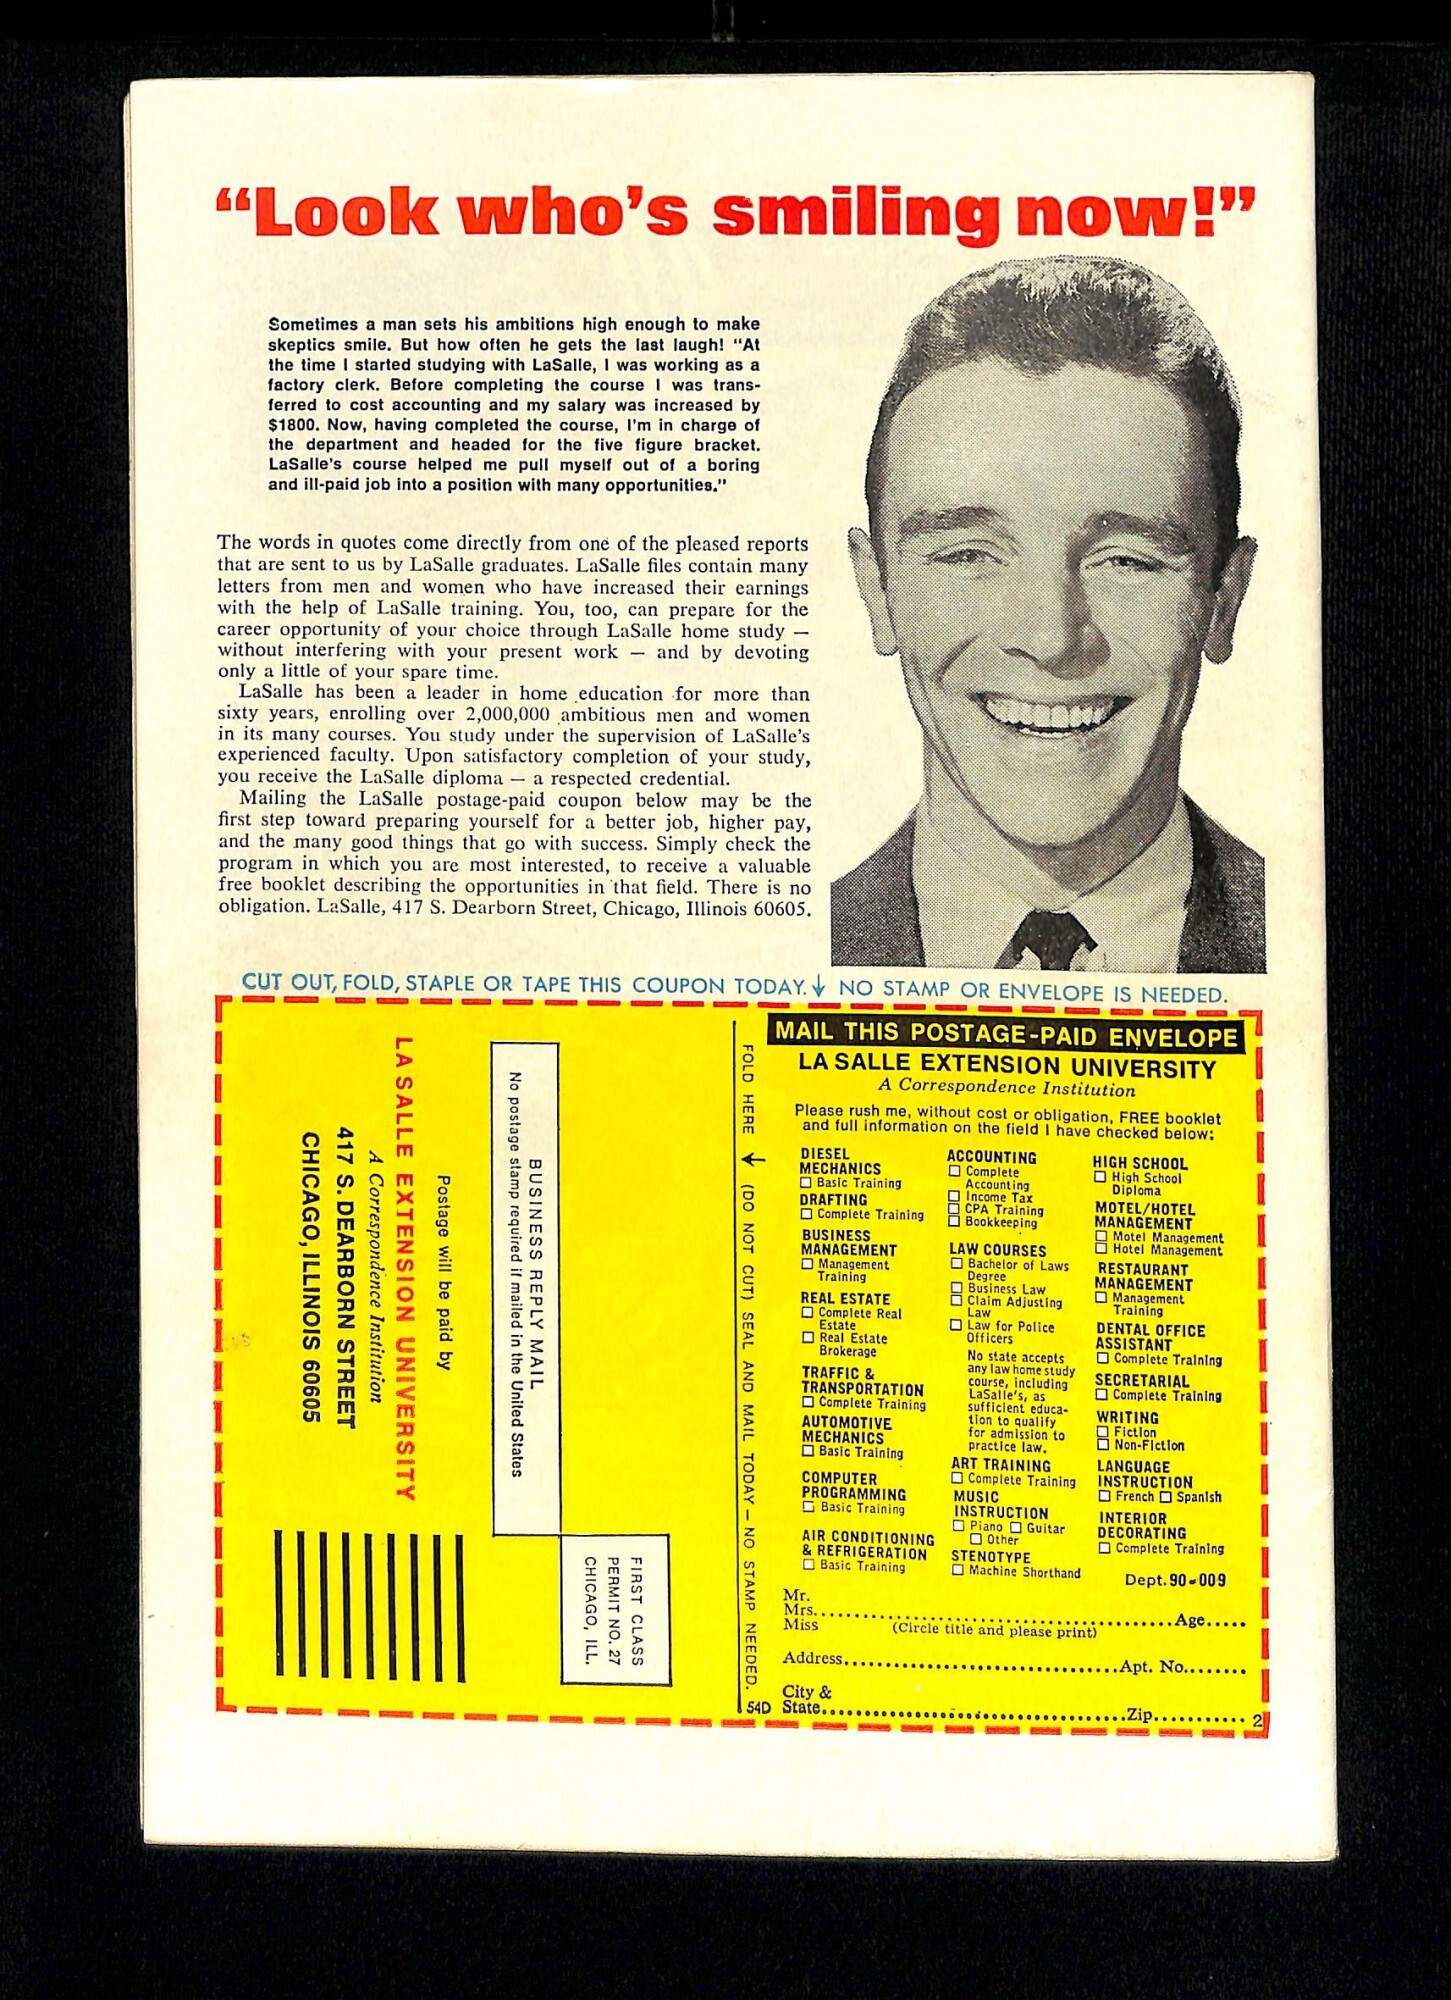 “Look who’s smiling now!”
Sometimes a man sets his ambitions high enough to make
skeptics smile. But how often he gets the last laugh! "At
the time I started studying with LaSalle, I was working as a
factory clerk. Before completing the course I was trans-
ferred to cost accounting and my salary was increased by
$1800. Now, having completed the course, I'm in charge of
the department and headed for the five figure bracket.
LaSalle's course helped me pull myself out of a boring
and ill-paid job into a position with many opportunities."
The words in quotes come directly from one of the pleased reports
that are sent to us by LaSalle graduates. LaSalle files contain many
letters from men and women who have increased their earnings
with the help of LaSalle training. You, too, can prepare for the
career opportunity of your choice through LaSalle home study —
without interfering with your present work — and by devoting
only a little of your spare time.
LaSalle has been a leader in home education for more than
sixty years, enrolling over 2,000,000 ambitious men and women
in its many courses. You study under the supervision of LaSalle's
experienced faculty. Upon satisfactory completion of your study,
you receive the LaSalle diploma — a respected credential.
Mailing the LaSalle postage-paid coupon below may be the
first step toward preparing yourself for a better job, higher pay,
and the many good things that go with success. Simply check the
program in which you are most interested, to receive a valuable
free booklet describing the opportunities in that field. There is no
obligation. LaSalle, 417 S. Dearborn Street, Chicago, Illinois 60605.
CUT OUT, FOLD, STAPLE OR TAPE THIS COUPON TODAY. ↓ NO STAMP OR ENVELOPE IS NEEDED.
FIRST CLASS
PERMIT NO. 27
CHICAGO, ILL.
BUSINESS REPLY MAIL
No postage stamp required if mailed in the United States
Postage will be paid by
LA SALLE EXTENSION UNIVERSITY
A Correspondence Institution
417 S. DEARBORN STREET
CHICAGO, ILLINOIS 60605
FOLD HERE ↓ (DO NOT CUT) SEAL AND MAIL TODAY — NO STAMP NEEDED.
MAIL THIS POSTAGE-PAID ENVELOPE
LA SALLE EXTENSION UNIVERSITY
A Correspondence Institution
Please rush me, without cost or obligation, FREE booklet
and full information on the field I have checked below:
DIESEL
MECHANICS
☐ Basic Training
DRAFTING
☐ Complete Training
BUSINESS
MANAGEMENT
☐ Management
Training
REAL ESTATE
☐ Complete Real
Estate
☐ Real Estate
Brokerage
TRAFFIC &
TRANSPORTATION
☐ Complete Training
AUTOMOTIVE
MECHANICS
☐ Basic Training
COMPUTER
PROGRAMMING
☐ Basic Training
AIR CONDITIONING
& REFRIGERATION
☐ Basic Training
ACCOUNTING
☐ Complete
Accounting
☐ Income Tax
☐ CPA Training
☐ Bookkeeping
LAW COURSES
☐ Bachelor of Laws
Degree
☐ Business Law
☐ Claim Adjusting
Law
☐ Law for Police
Officers
No state accepts
any law home study
course, including
LaSalle's, as
sufficient educa-
tion to qualify
for admission to
practice law.
ART TRAINING
☐ Complete Training
MUSIC
INSTRUCTION
☐ Piano ☐ Guitar
☐ Other
STENOTYPE
☐ Machine Shorthand
HIGH SCHOOL
☐ High School
Diploma
MOTEL/HOTEL
MANAGEMENT
☐ Motel Management
☐ Hotel Management
RESTAURANT
MANAGEMENT
☐ Management
Training
DENTAL OFFICE
ASSISTANT
☐ Complete Training
SECRETARIAL
☐ Complete Training
WRITING
☐ Fiction
☐ Non-Fiction
LANGUAGE
INSTRUCTION
☐ French ☐ Spanish
INTERIOR
DECORATING
☐ Complete Training
Dept. 90-009
Mr.
Mrs. Age
Miss (Circle title and please print)
Address Apt. No.
City &
State Zip
54D
2